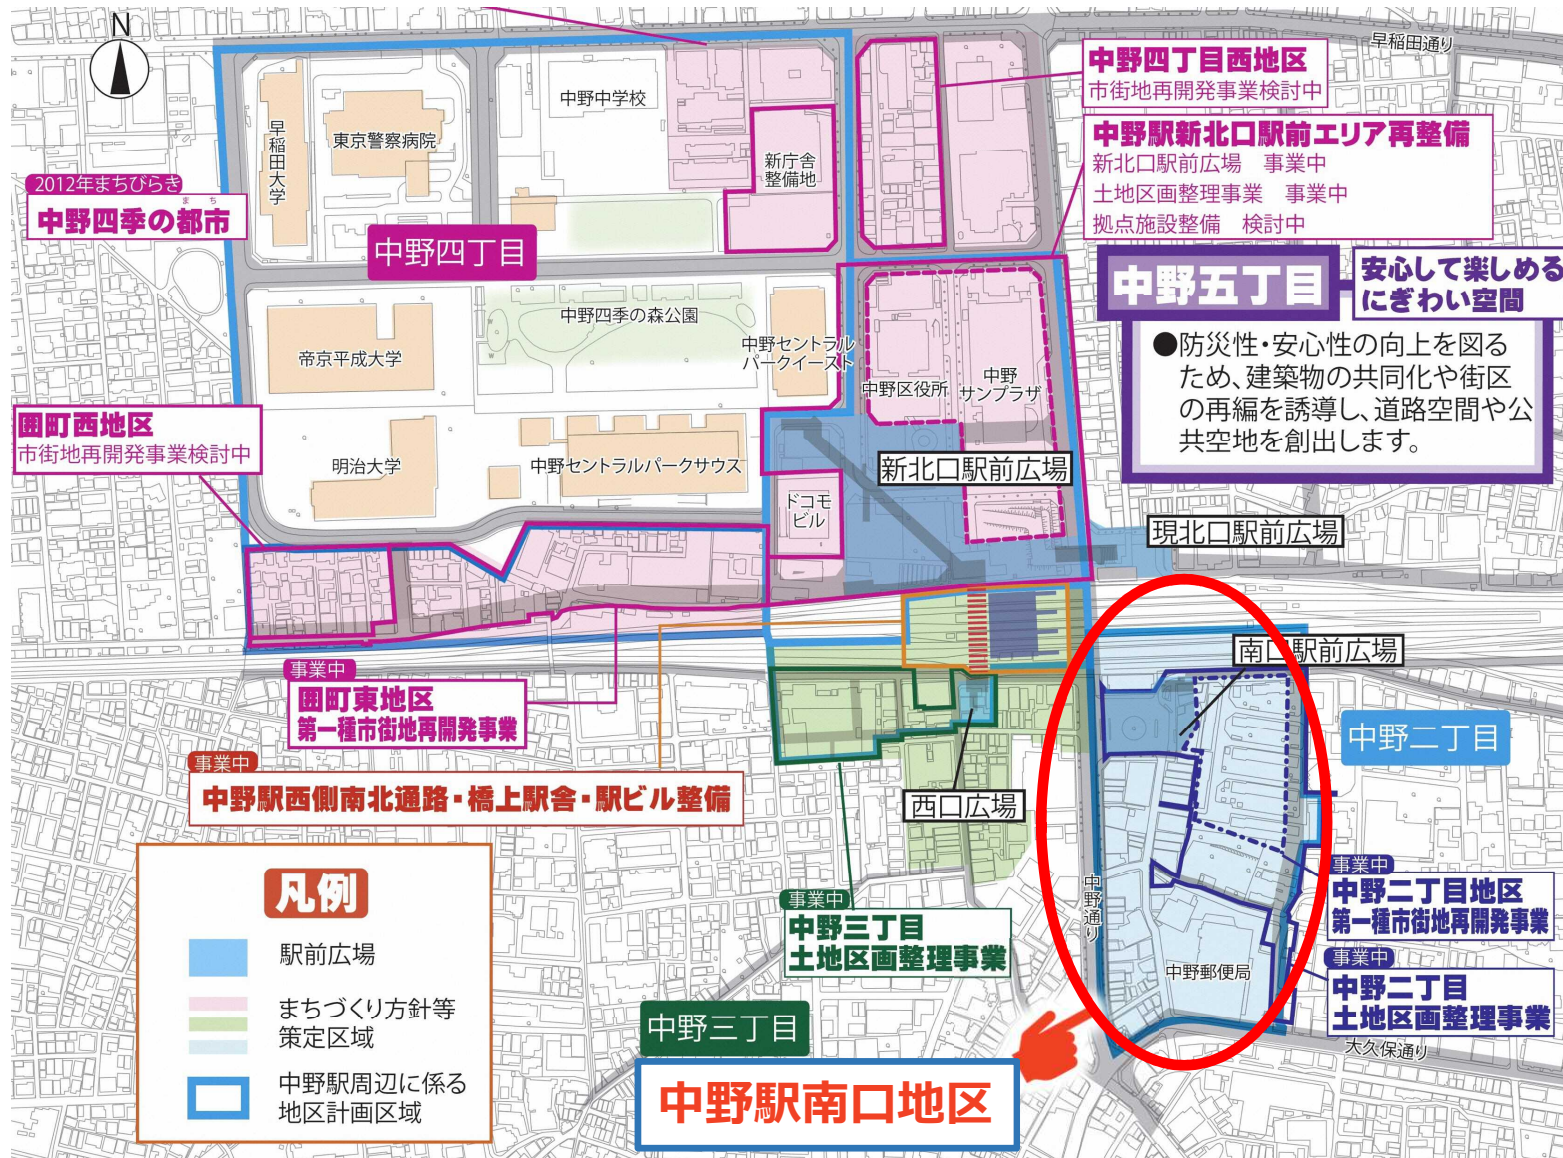 N
早稲田通り
中野四丁目西地区
市街地再開発事業検討中
中野駅新北口駅前エリア再整備
新北口駅前広場 事業中
土地区画整理事業 事業中
拠点施設整備 検討中
中野中学校
東京警察病院
早稲田大学
新庁舎
整備地
2012年まちびらき
中野四季の都市
まち
中野四丁目
中野五丁目
安心して楽しめる
にぎわい空間
●防災性・安心性の向上を図る
ため、建築物の共同化や街区
の再編を誘導し、道路空間や公
共空地を創出します。
中野四季の森公園
帝京平成大学
中野セントラル
パークイースト
中野区役所
中野
サンプラザ
囲町西地区
市街地再開発事業検討中
明治大学
中野セントラルパークサウス
新北口駅前広場
ドコモ
ビル
現北口駅前広場
南口駅前広場
事業中
囲町東地区
第一種市街地再開発事業
中野二丁目
事業中
中野駅西側南北通路・橋上駅舎・駅ビル整備
西口広場
凡例
駅前広場
まちづくり方針等
策定区域
中野駅周辺に係る
地区計画区域
事業中
中野三丁目
土地区画整理事業
中野通り
事業中
中野二丁目地区
第一種市街地再開発事業
中野郵便局
事業中
中野二丁目
土地区画整理事業
中野三丁目
大久保通り
中野駅南口地区